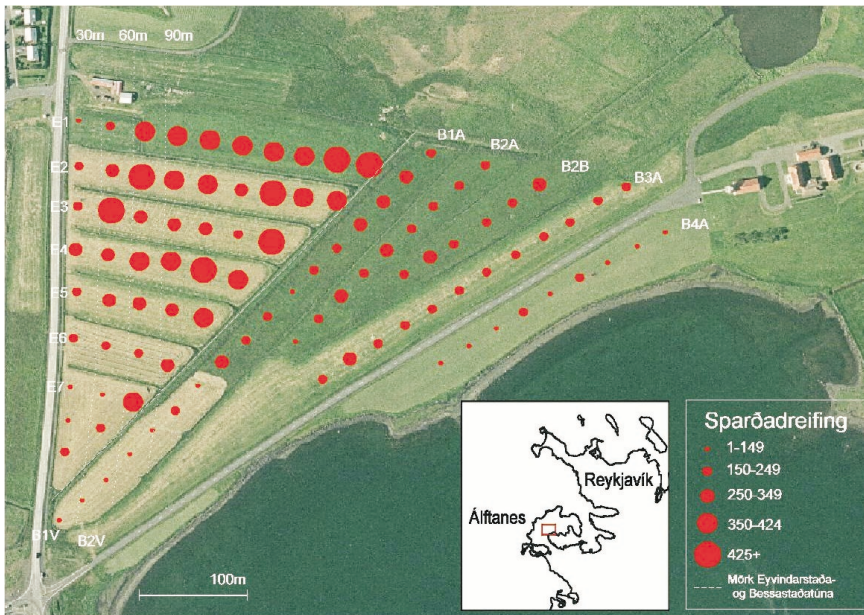 30m 60m 90m
E1
E2
E3
E4
E5
E6
E7
B1A
B2A
B2B
B3A
B4A
B1V
B2V
100m
Álftanes
Reykjavík
Sparðadreifing
1-149
150-249
250-349
350-424
425+
Mörk Eyvindarstaða-
og Bessastaðatúna